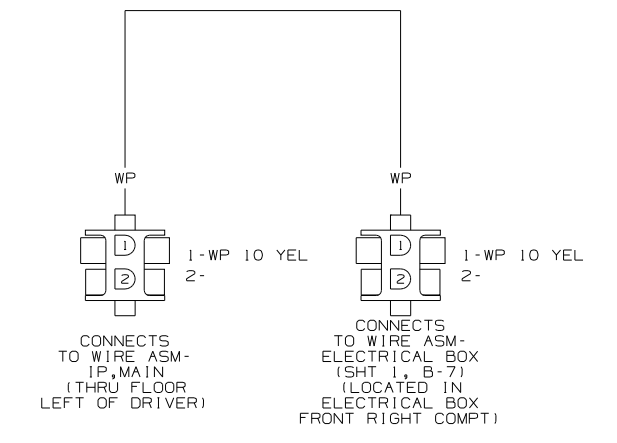 WP
WP
1
2
1-WP 10 YEL
2-
1
2
1-WP 10 YEL
2-
CONNECTS
TO WIRE ASM-
IP,MAIN
(THRU FLOOR
LEFT OF DRIVER)
CONNECTS
TO WIRE ASM-
ELECTRICAL BOX
(SHT 1, B-7)
(LOCATED IN
ELECTRICAL BOX
FRONT RIGHT COMPT)